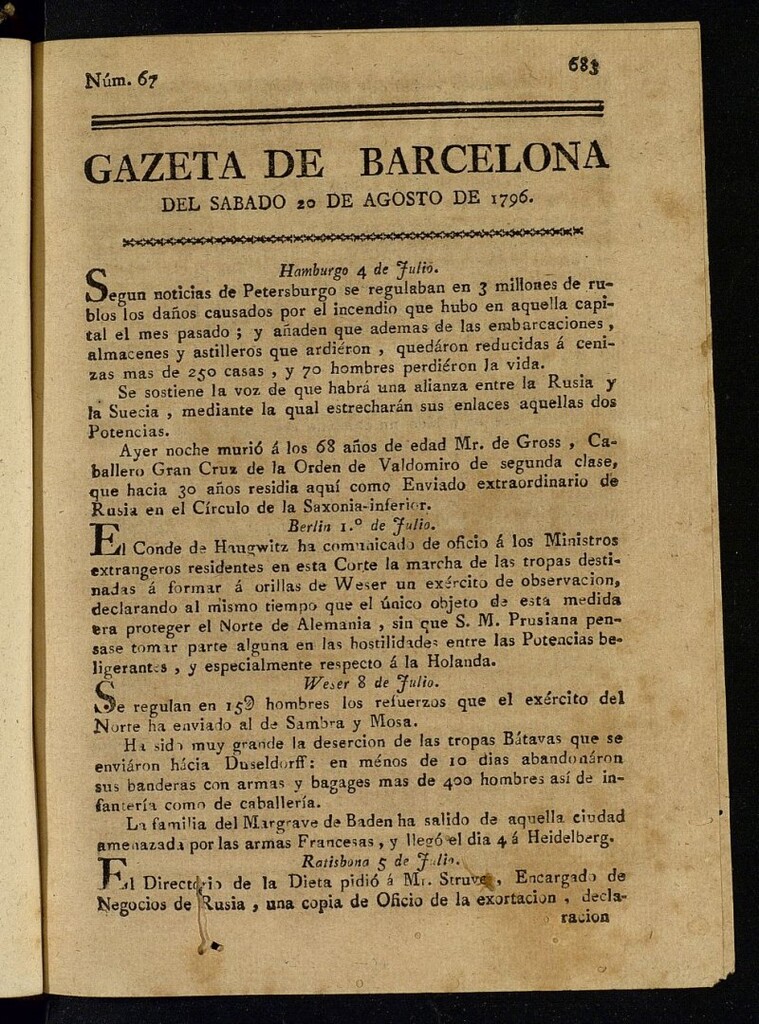 Núm. 67
683
GAZETA DE BARCELONA
DEL SABADO 20 DE AGOSTO DE 1796.
Hamburgo 4 de Julio.
Segun noticias de Petersburgo se regulaban en 3 millones de ru-
blos los daños causados por el incendio que hubo en aquella capi-
tal el mes pasado ; y añaden que ademas de las embarcaciones ,
almacenes y astilleros que ardiéron , quedáron reducidas á ceni-
zas mas de 250 casas , y 70 hombres perdiéron la vida.
Se sostiene la voz de que habrá una alianza entre la Rusia y
la Suecia , mediante la qual estrecharán sus enlaces aquellas dos
Potencias.
Ayer noche murió á los 68 años de edad Mr. de Gross , Ca-
ballero Gran Cruz de la Orden de Valdomiro de segunda clase,
que hacia 30 años residia aquí como Enviado extraordinario de
Rusia en el Círculo de la Saxonia-inferior.
Berlin 1.º de Julio.
El Conde de Haugwitz ha comunicado de oficio á los Ministros
extrangeros residentes en esta Corte la marcha de las tropas desti-
nadas á formar á orillas de Weser un exército de observacion,
declarando al mismo tiempo que el único objeto de esta medida
era proteger el Norte de Alemania , sin que S. M. Prusiana pen-
sase tomar parte alguna en las hostilidades entre las Potencias be-
ligerantes , y especialmente respecto á la Holanda.
Weser 8 de Julio.
Se regulan en 15 hombres los refuerzos que el exército del
Norte ha enviado al de Sambra y Mosa.
Ha sido muy grande la desercion de las tropas Bátavas que se
enviáron hácia Duseldorff: en ménos de 10 dias abandonáron
sus banderas con armas y bagages mas de 400 hombres así de in-
fantería como de caballería.
La familia del Margrave de Baden ha salido de aquella ciudad
amenazada por las armas Francesas , y llegó el dia 4 á Heidelberg.
Ratisbona 5 de Julio.
El Directorio de la Dieta pidió á Mr. Struve , Encargado de
Negocios de Rusia , una copia de Oficio de la exortacion , decla-
racion